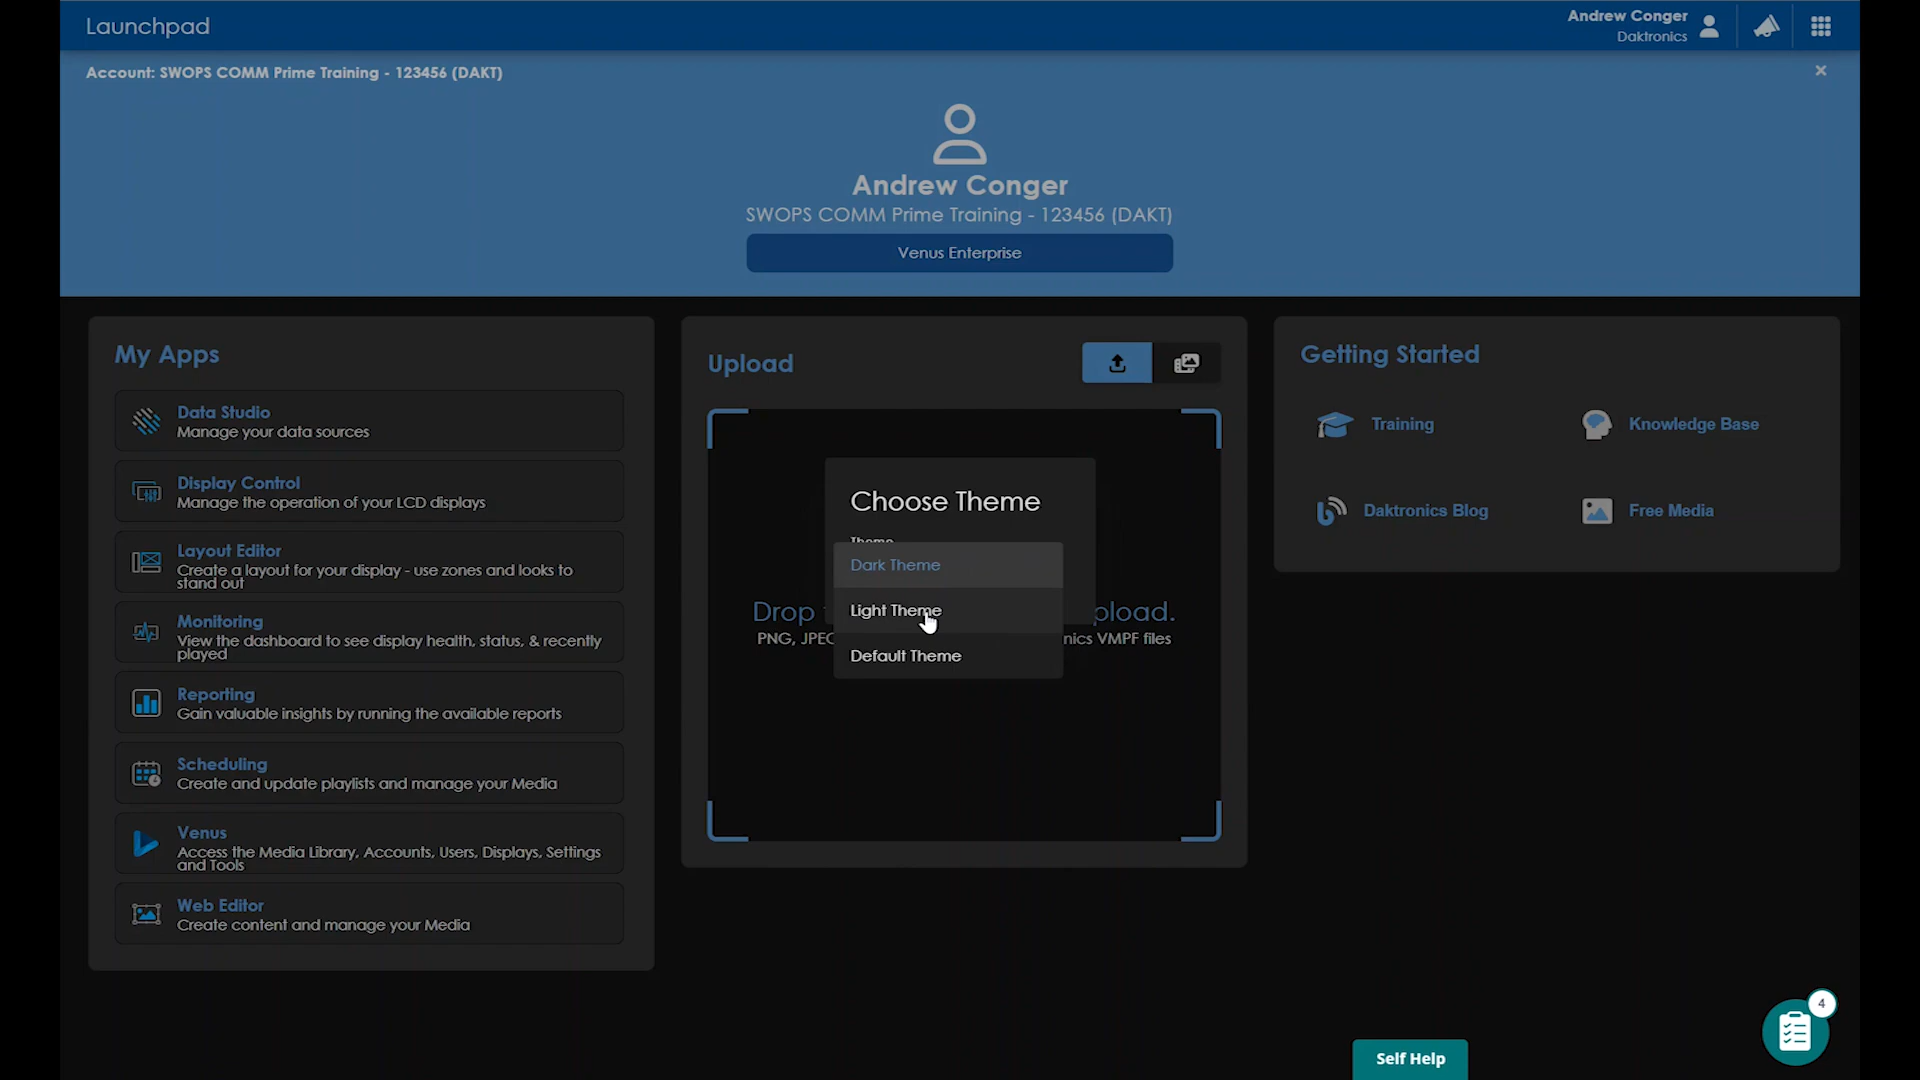 Launchpad
Andrew Conger
Daktronics
Account: SWOPS COMM Prime Training - 123456 (DAKT)
Andrew Conger
SWOPS COMM Prime Training - 123456 (DAKT)
Venus Enterprise
My Apps
Data Studio
Manage your data sources
Display Control
Manage the operation of your LCD displays
Layout Editor
Create a layout for your display - use zones and looks to
stand out
Monitoring
View the dashboard to see display health, status, & recently
played
Reporting
Gain valuable insights by running the available reports
Scheduling
Create and update playlists and manage your Media
Venus
Access the Media Library, Accounts, Users, Displays, Settings
and Tools
Web Editor
Create content and manage your Media
Upload
Choose Theme
Theme
Dark Theme
Light Theme
Default Theme
Drop pload.
PNG, JPEG nics VMPF files
Getting Started
Training
Knowledge Base
Daktronics Blog
Free Media
4
Self Help